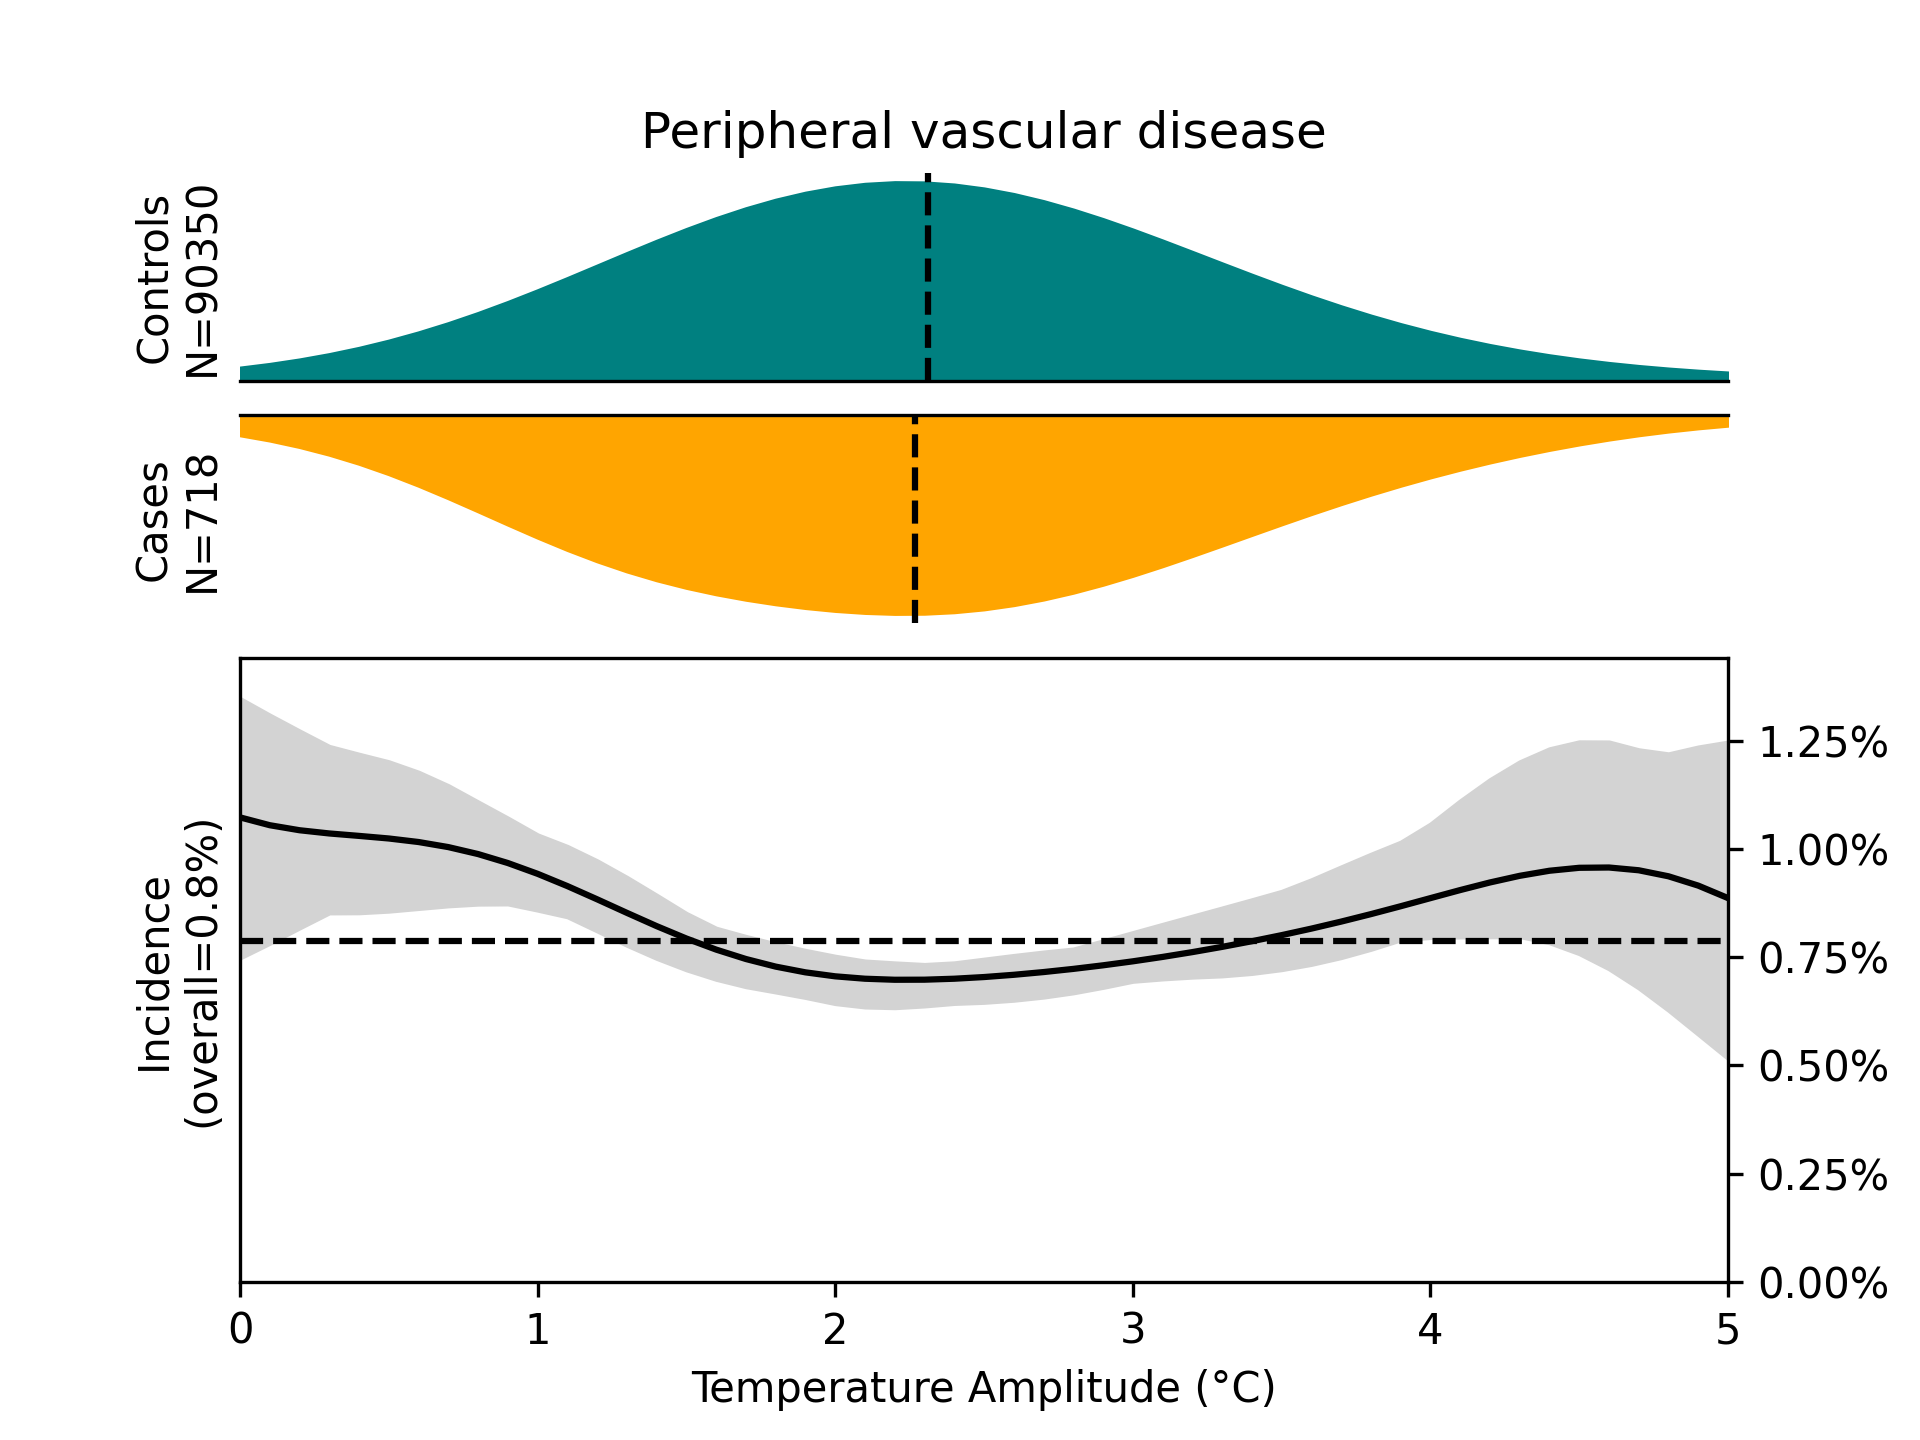 Peripheral vascular disease
Controls
N=90350
Cases
N=718
Incidence
(overall=0.8%)
1.25%
1.00%
0.75%
0.50%
0.25%
0.00%
0 1 2 3 4 5
Temperature Amplitude (°C)